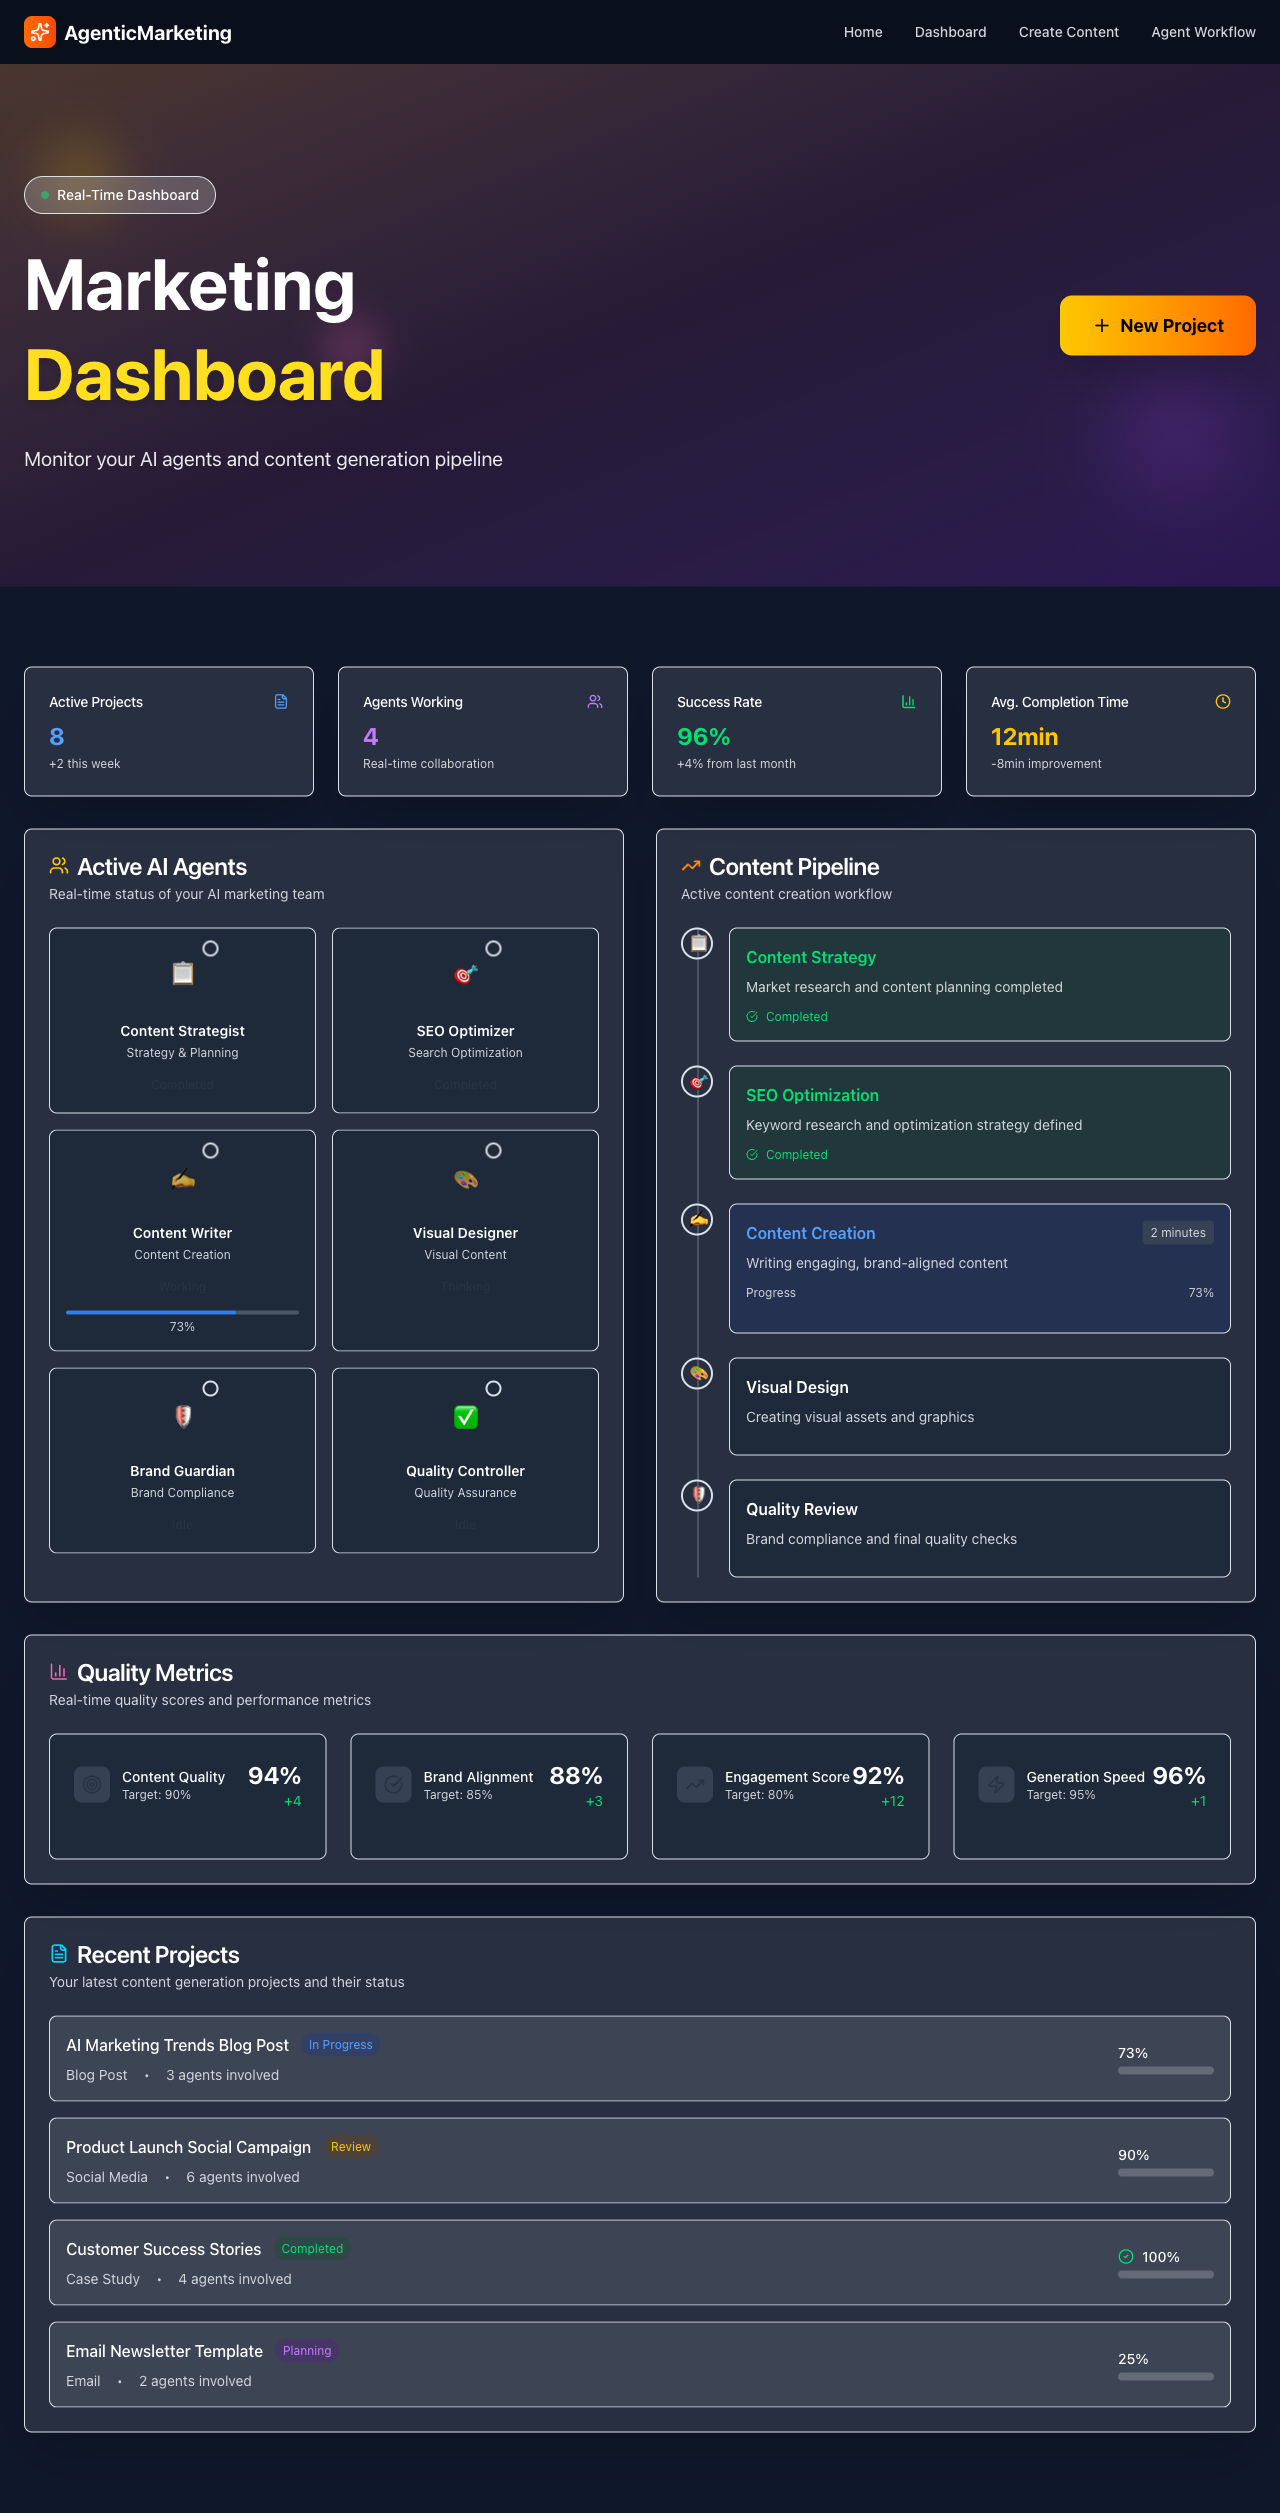 AgenticMarketing
Home
Dashboard
Create Content
Agent Workflow
Real-Time Dashboard
Marketing
Dashboard
Monitor your AI agents and content generation pipeline
New Project
Active Projects
8
+2 this week
Agents Working
4
Real-time collaboration
Success Rate
96%
+4% from last month
Avg. Completion Time
12min
-8min improvement
Active AI Agents
Real-time status of your AI marketing team
Content Strategist
Strategy & Planning
Completed
SEO Optimizer
Search Optimization
Completed
Content Writer
Content Creation
Working
73%
Visual Designer
Visual Content
Thinking
Brand Guardian
Brand Compliance
Idle
Quality Controller
Quality Assurance
Idle
Content Pipeline
Active content creation workflow
Content Strategy
Market research and content planning completed
Completed
SEO Optimization
Keyword research and optimization strategy defined
Completed
Content Creation
2 minutes
Writing engaging, brand-aligned content
Progress
73%
Visual Design
Creating visual assets and graphics
Quality Review
Brand compliance and final quality checks
Quality Metrics
Real-time quality scores and performance metrics
Content Quality
Target: 90%
94%
+4
Brand Alignment
Target: 85%
88%
+3
Engagement Score
Target: 80%
92%
+12
Generation Speed
Target: 95%
96%
+1
Recent Projects
Your latest content generation projects and their status
AI Marketing Trends Blog Post
In Progress
Blog Post • 3 agents involved
73%
Product Launch Social Campaign
Review
Social Media • 6 agents involved
90%
Customer Success Stories
Completed
Case Study • 4 agents involved
100%
Email Newsletter Template
Planning
Email • 2 agents involved
25%